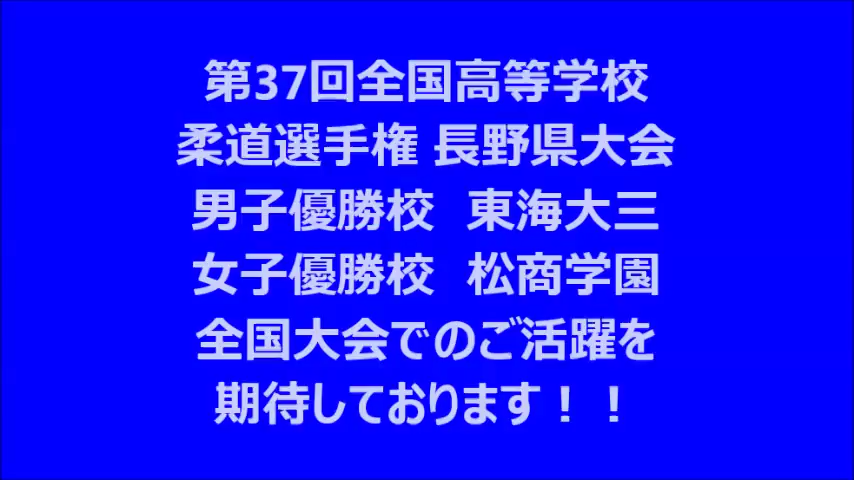 第37回全国高等学校
柔道選手権 長野県大会
男子優勝校 東海大三
女子優勝校 松商学園
全国大会でのご活躍を
期待しております！！